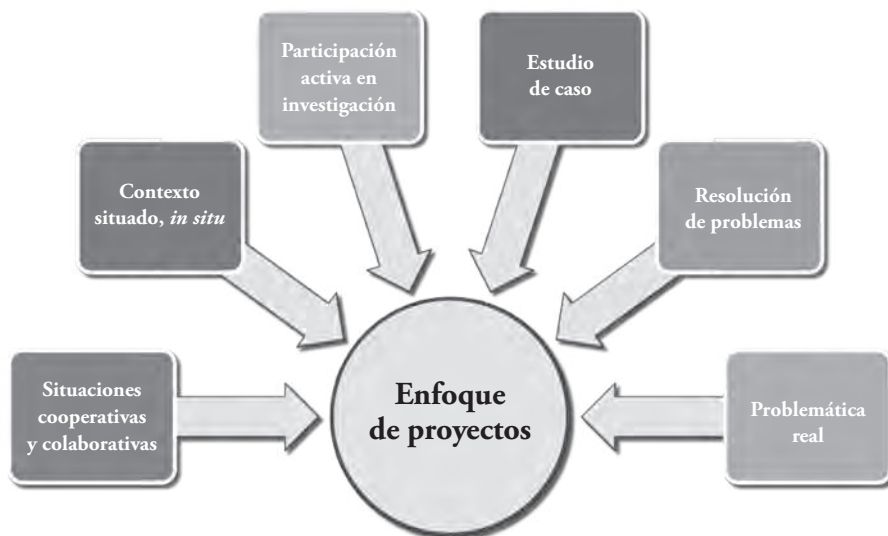 Participación
activa en
investigación
Estudio
de caso
Contexto
situado, in situ
Resolución
de problemas
Situaciones
cooperativas
y colaborativas
Enfoque
de proyectos
Problemática
real